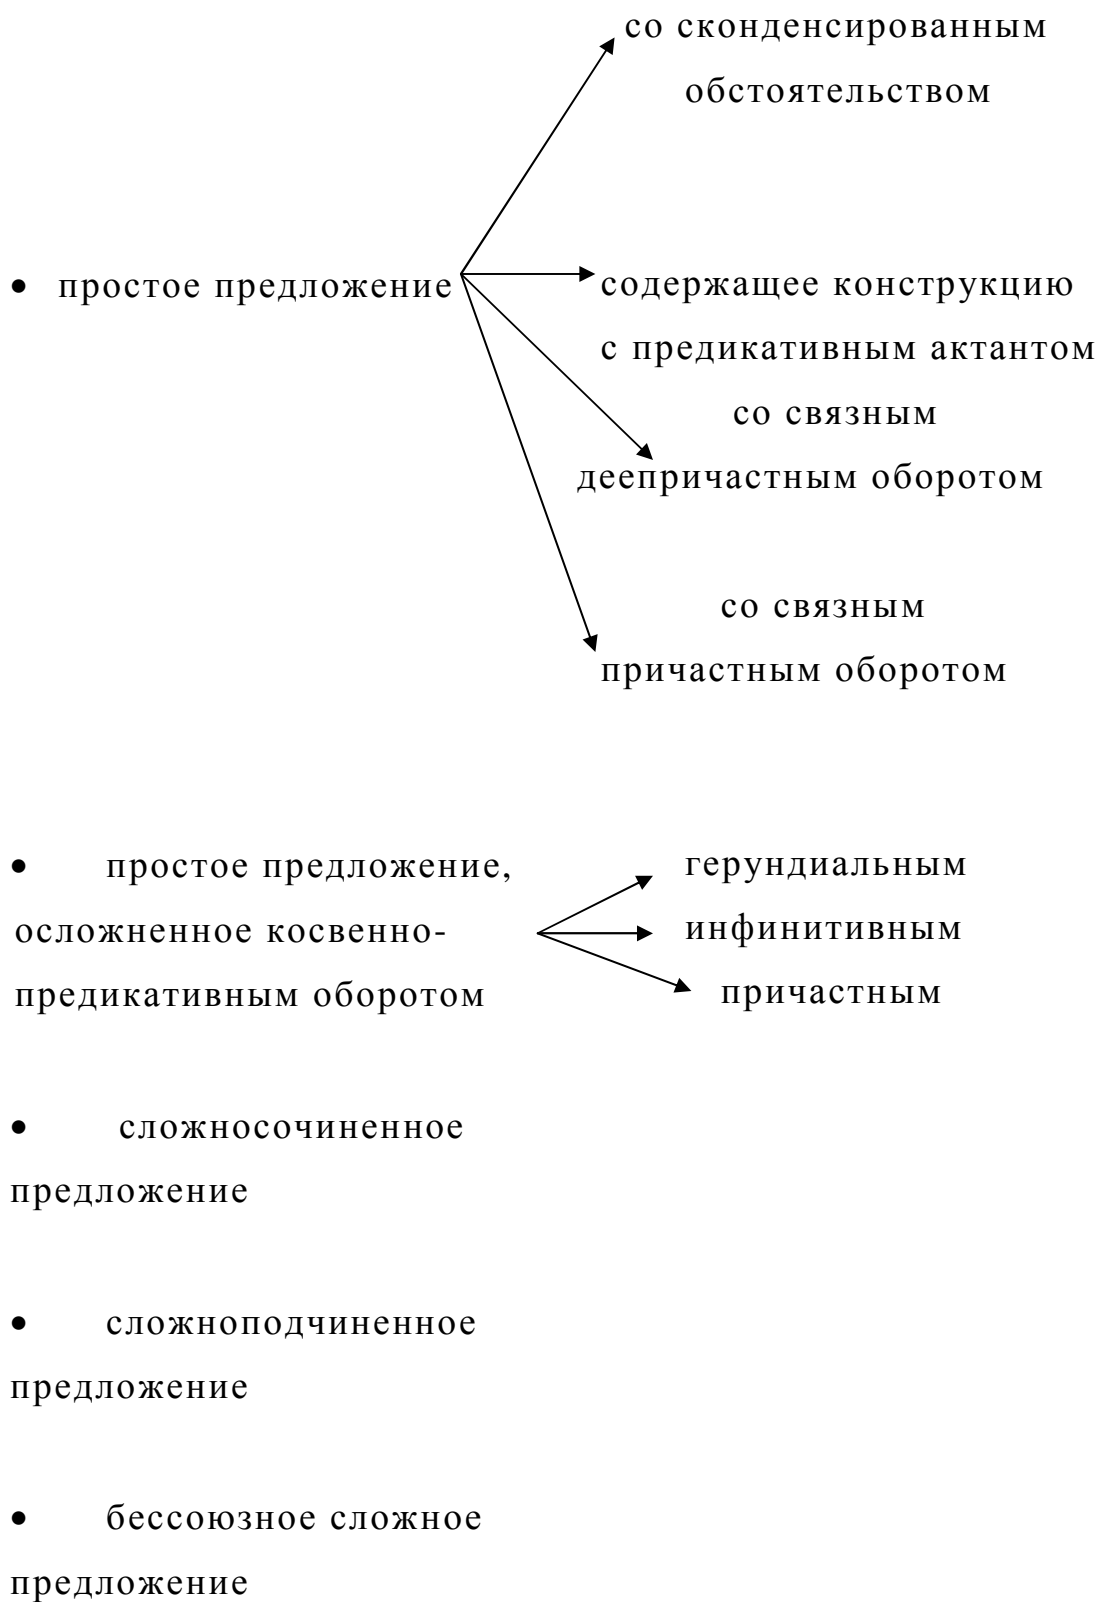 со сконденсированным
обстоятельством
• простое предложение
содержащее конструкцию
с предикативным актантом
со связным
деепричастным оборотом
со связным
причастным оборотом
• простое предложение,
осложненное косвенно-
предикативным оборотом
герундиальным
инфинитивным
причастным
• сложносочиненное
предложение
• сложноподчиненное
предложение
• бессоюзное сложное
предложение